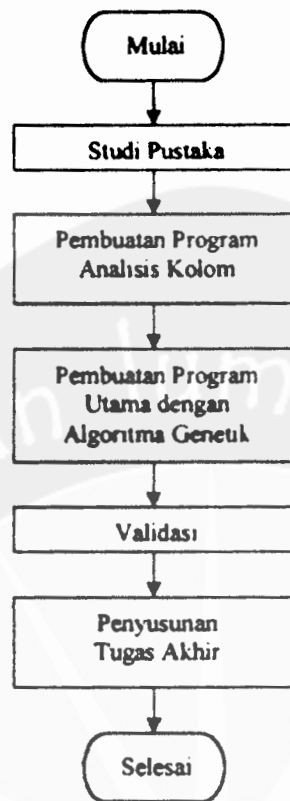 Mulai
Studi Pustaka
Pembuatan Program
Analisis Kolom
Pembuatan Program
Utama dengan
Algoritma Genetik
Validasi
Penyusunan
Tugas Akhir
Selesai